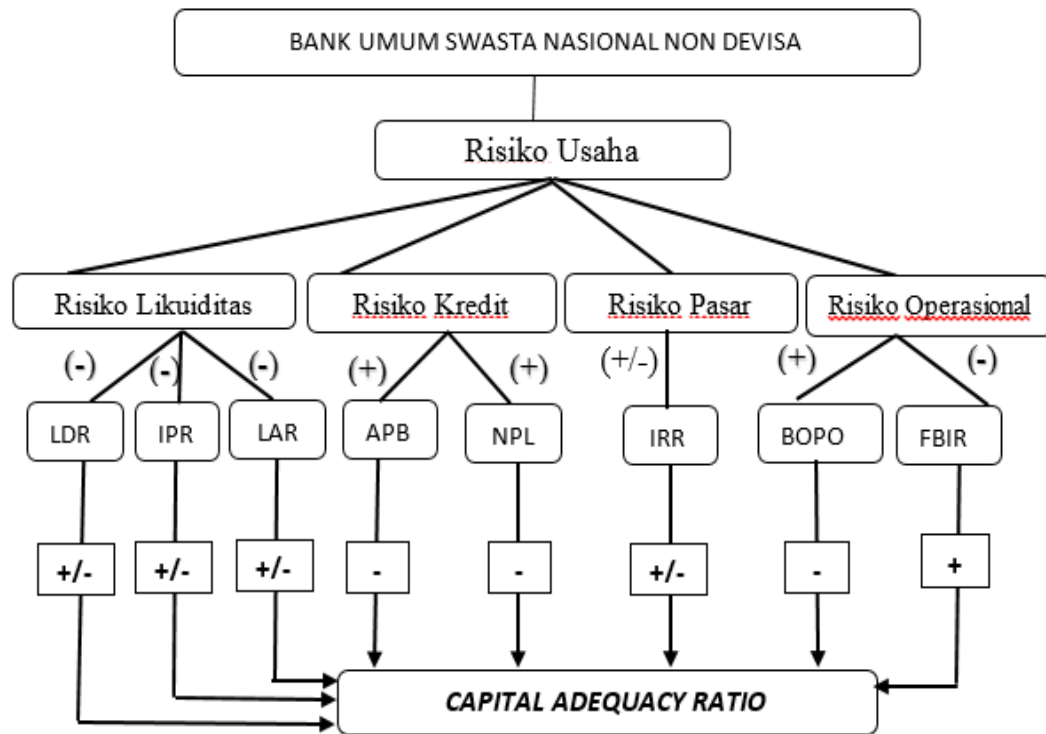 BANK UMUM SWASTA NASIONAL NON DEVISA
Risiko Usaha
Risiko Likuiditas
Risiko Kredit
Risiko Pasar
Risiko Operasional
(-)
(-)
(-)
(+)
(+)
(+/-)
(+)
(-)
LDR
IPR
LAR
APB
NPL
IRR
BOPO
FBIR
+/-
+/-
+/-
-
-
+/-
-
+
CAPITAL ADEQUACY RATIO